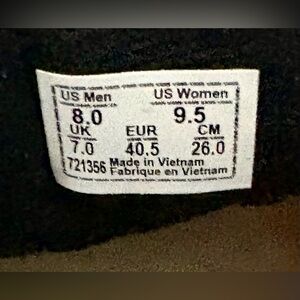 US Men US Women
8.0 9.5
UK EUR CM
7.0 40.5 26.0
721356 Made in Vietnam
Fabriqué en Vietnam